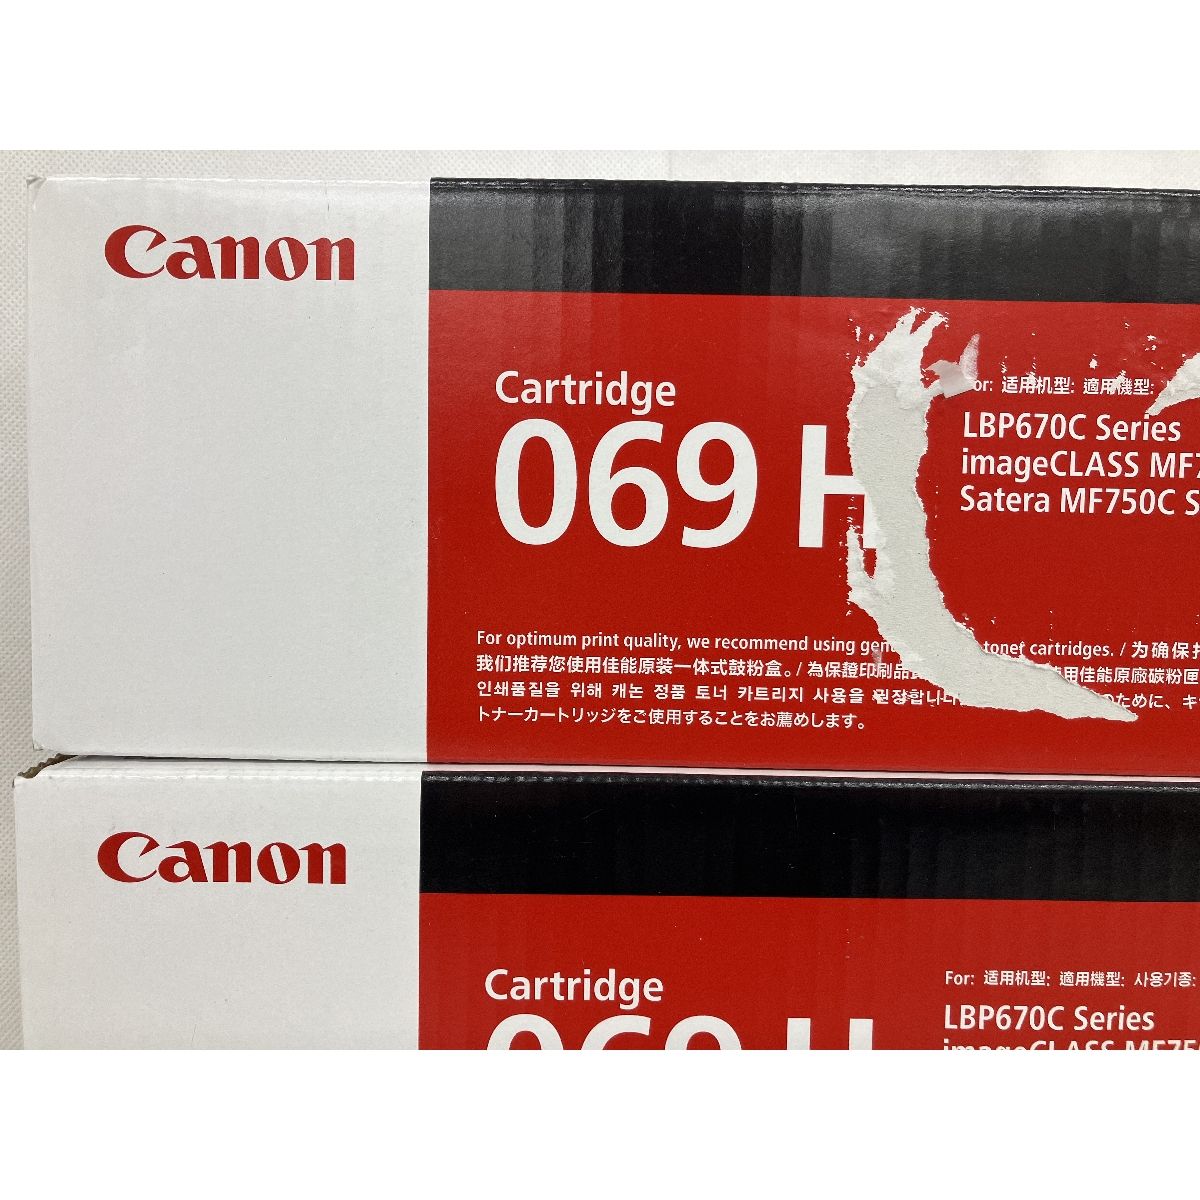 Canon
Cartridge
069 H
For: 适用机型: 適用機型:
LBP670C Series
imageCLASS
Satera MF750C
For optimum print quality, we recommend using toner cartridges. / 为确保
我们推荐您使用佳能原装一体式鼓粉盒。/ 為保證印刷品 使用佳能原廠碳粉匣
인쇄품질을 위해 캐논 정품 토너 카트리지 사용을 권장합니다. のために、キ
トナーカートリッジをご使用することをお薦めします。
Canon
Cartridge
069 H
For: 适用机型: 適用機型: 사용기종:
LBP670C Series
imageCLASS